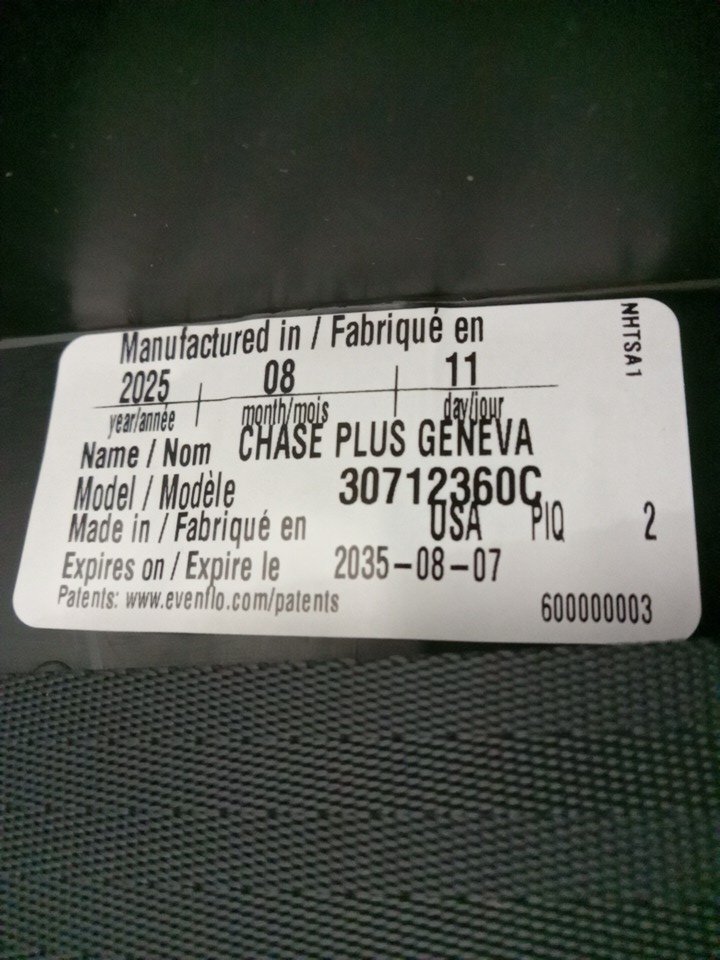 Manufactured in / Fabriqué en
2025 08 11
year/année month/mois day/jour
Name / Nom CHASE PLUS GENEVA
Model / Modèle 30712360C
Made in / Fabriqué en USA PIQ 2
Expires on / Expire le 2035-08-07
Patents: www.evenflo.com/patents
600000003
NHTSA1